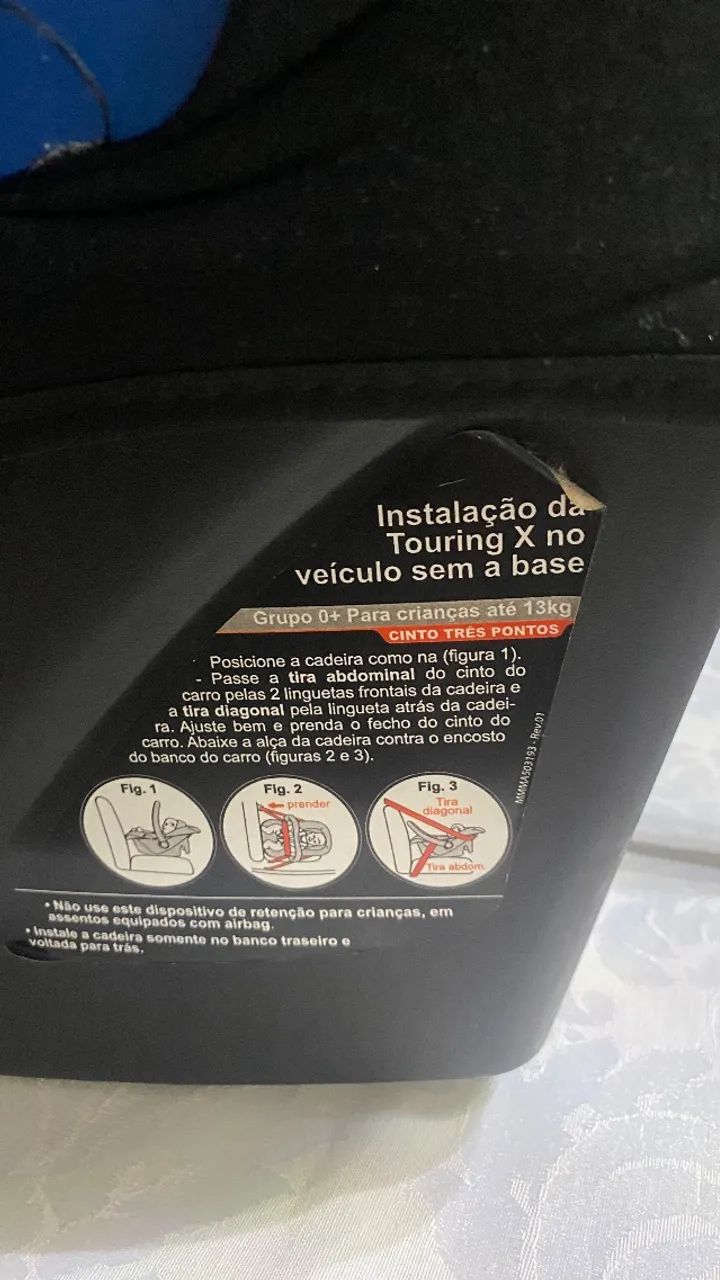 Instalação da
Touring X no
veículo sem a base
Grupo 0+ Para crianças até 13kg
CINTO TRÊS PONTOS
Posicione a cadeira como na (figura 1).
- Passe a tira abdominal do cinto do
carro pelas 2 linguetas frontais da cadeira e
a tira diagonal pela lingueta atrás da cadei-
ra. Ajuste bem e prenda o fecho do cinto do
carro. Abaixe a alça da cadeira contra o encosto
do banco do carro (figuras 2 e 3).
MMMAS03193 - Rev.01
Fig. 1
Fig. 2
prender
Fig. 3
Tira
diagonal
Tira abdom.
• Não use este dispositivo de retenção para crianças, em
assentos equipados com airbag.
• Instale a cadeira somente no banco traseiro e
voltada para trás.